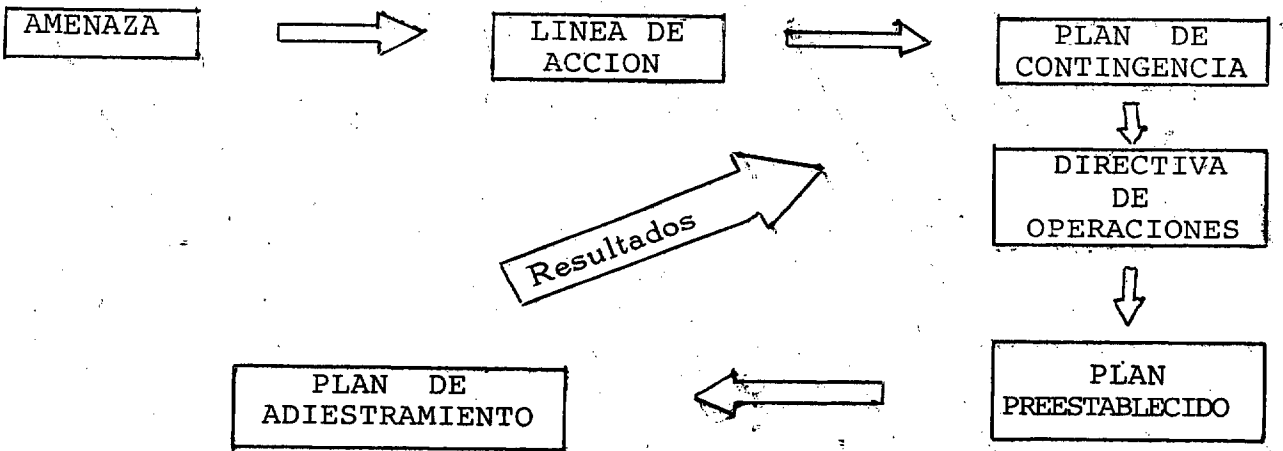 AMENAZA
LINEA DE
ACCION
PLAN DE
CONTINGENCIA
DIRECTIVA
DE
OPERACIONES
Resultados
PLAN
PREESTABLECIDO
PLAN DE
ADIESTRAMIENTO